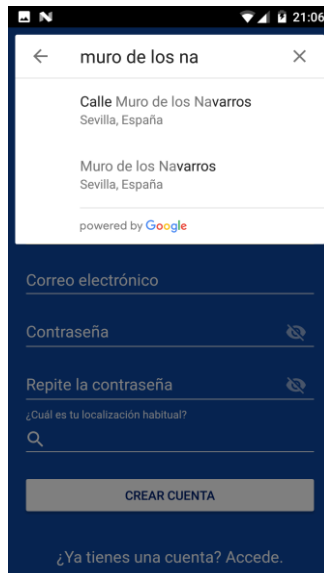 21:06
muro de los na
Calle Muro de los Navarros
Sevilla, España
Muro de los Navarros
Sevilla, España
powered by Google
Correo electrónico
Contraseña
Repite la contraseña
¿Cuál es tu localización habitual?
CREAR CUENTA
¿Ya tienes una cuenta? Accede.